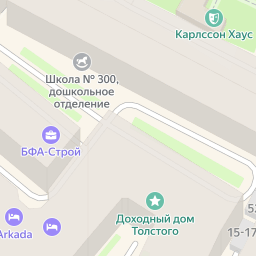 Карлссон Хаус
Школа № 300,
дошкольное
отделение
БФА-Строй
Доходный дом
Толстого
Arkada
15-17